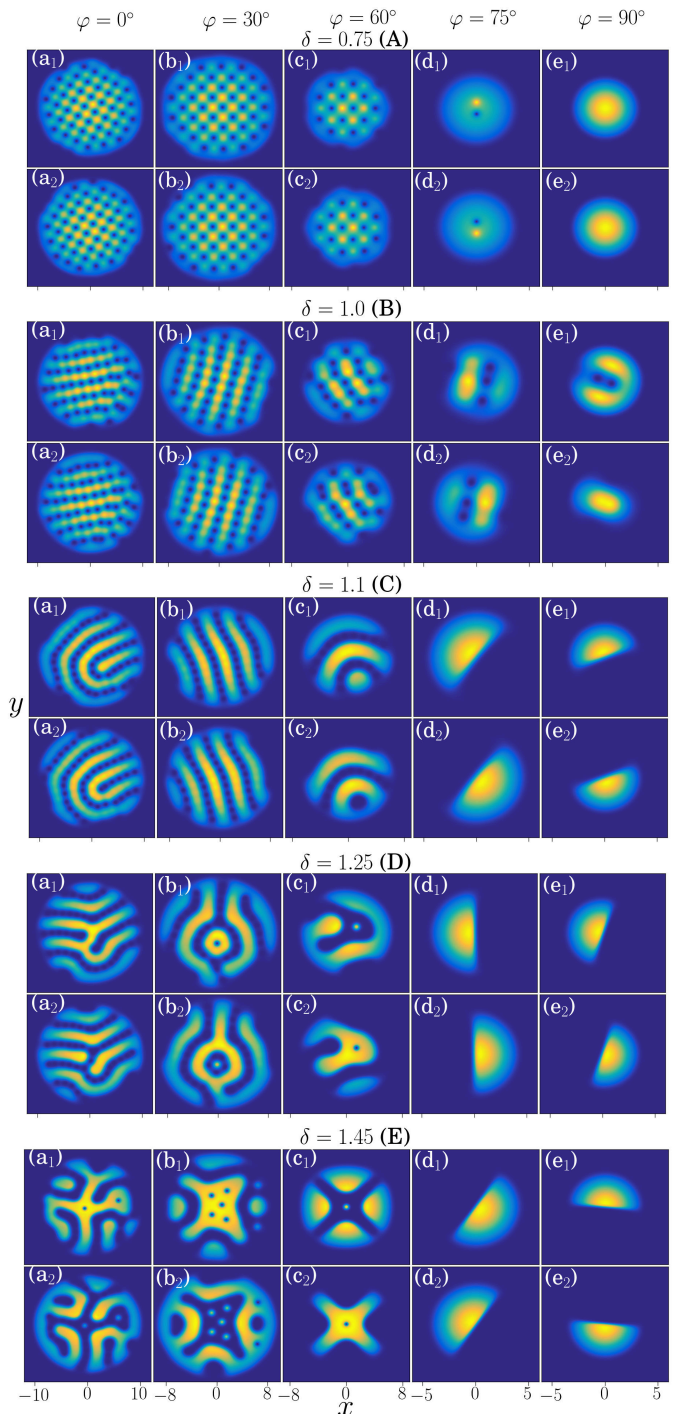 φ = 0° φ = 30° φ = 60° φ = 75° φ = 90°
δ = 0.75 (A)
(a₁) (b₁) (c₁) (d₁) (e₁)
(a₂) (b₂) (c₂) (d₂) (e₂)
δ = 1.0 (B)
(a₁) (b₁) (c₁) (d₁) (e₁)
(a₂) (b₂) (c₂) (d₂) (e₂)
δ = 1.1 (C)
(a₁) (b₁) (c₁) (d₁) (e₁)
y
(a₂) (b₂) (c₂) (d₂) (e₂)
δ = 1.25 (D)
(a₁) (b₁) (c₁) (d₁) (e₁)
(a₂) (b₂) (c₂) (d₂) (e₂)
δ = 1.45 (E)
(a₁) (b₁) (c₁) (d₁) (e₁)
(a₂) (b₂) (c₂) (d₂) (e₂)
−10 0 10 −8 0 8 −8 0 8 −5 0 5 −5 0 5
x